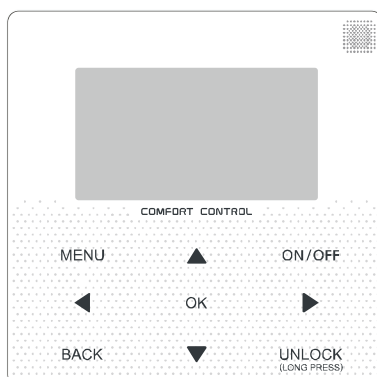 COMFORT CONTROL
MENU
ON/OFF
OK
BACK
UNLOCK
(LONG PRESS)